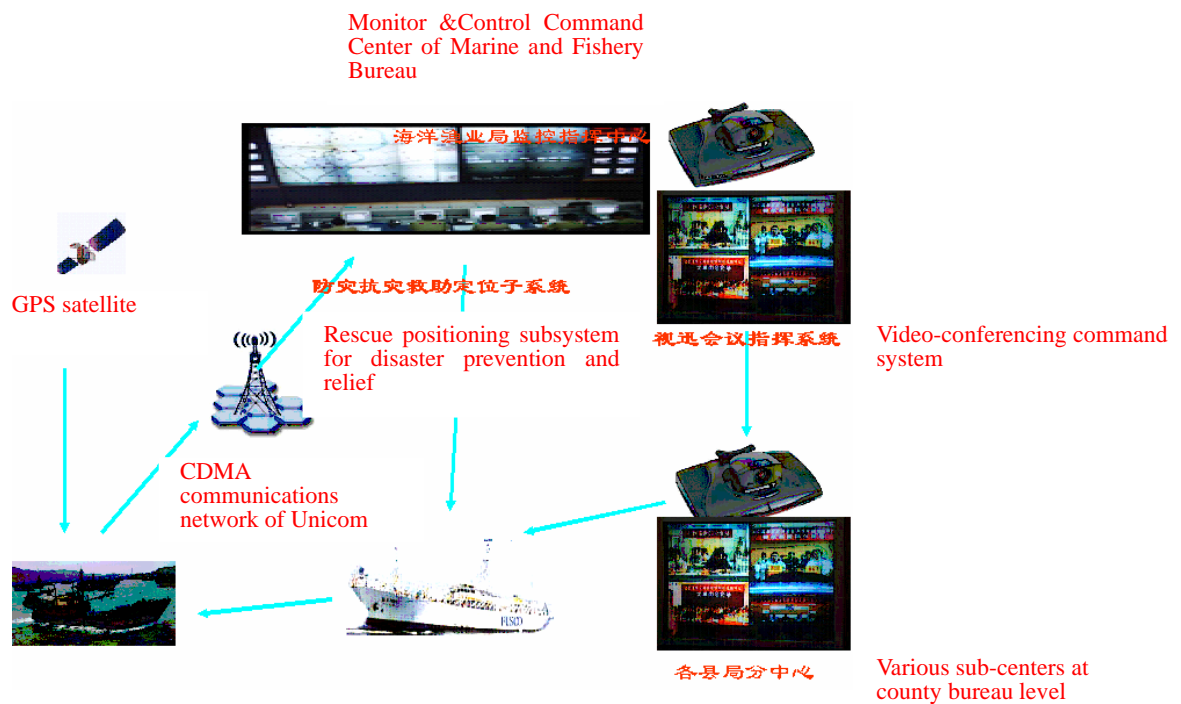 Monitor &Control Command
Center of Marine and Fishery
Bureau
海洋渔业局监控指挥中心
GPS satellite
防灾抗灾救助定位子系统
Rescue positioning subsystem
for disaster prevention and
relief
视迅会议指挥系统
Video-conferencing command
system
CDMA
communications
network of Unicom
各县局分中心
Various sub-centers at
county bureau level